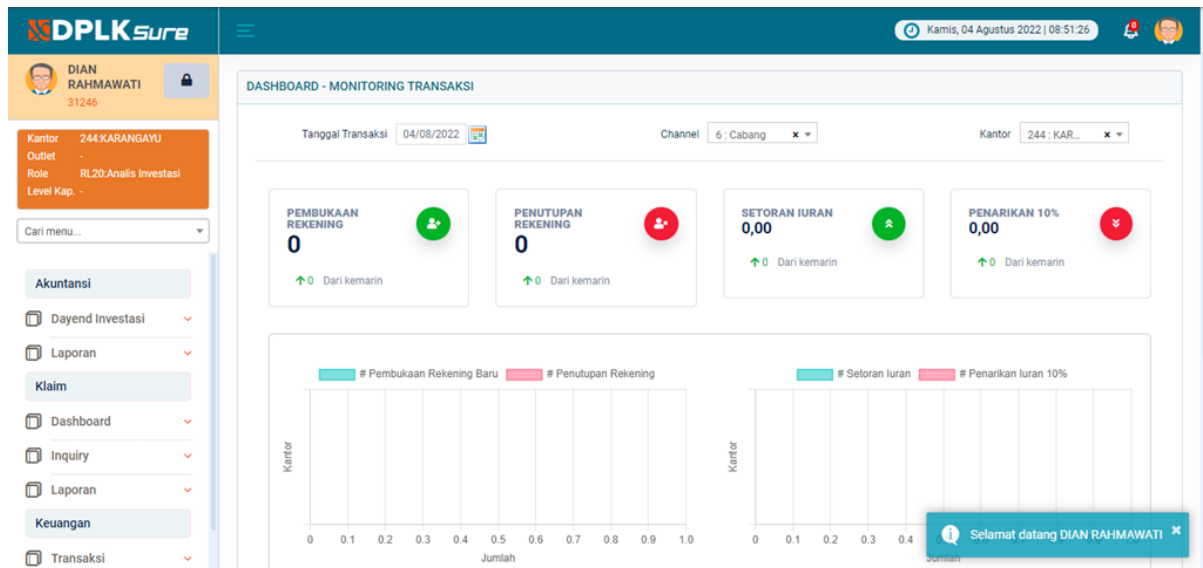 DPLKSure
Kamis, 04 Agustus 2022 | 08:51:26
DIAN
RAHMAWATI
31246
Kantor 244:KARANGAYU
Outlet -
Role RL20:Analis Investasi
Level Kap. -
Cari menu...
Akuntansi
Dayend Investasi
Laporan
Klaim
Dashboard
Inquiry
Laporan
Keuangan
Transaksi
DASHBOARD - MONITORING TRANSAKSI
Tanggal Transaksi 04/08/2022 Channel 6 : Cabang x Kantor 244 : KAR... x
PEMBUKAAN
REKENING
0
0 Dari kemarin
PENUTUPAN
REKENING
0
0 Dari kemarin
SETORAN IURAN
0,00
0 Dari kemarin
PENARIKAN 10%
0,00
0 Dari kemarin
# Pembukaan Rekening Baru # Penutupan Rekening
Kantor
0 0.1 0.2 0.3 0.4 0.5 0.6 0.7 0.8 0.9 1.0
Jumlah
# Setoran Iuran # Penarikan Iuran 10%
Kantor
0 0.1 0.2 0.3 0.4
Jumlah
Selamat datang DIAN RAHMAWATI ×